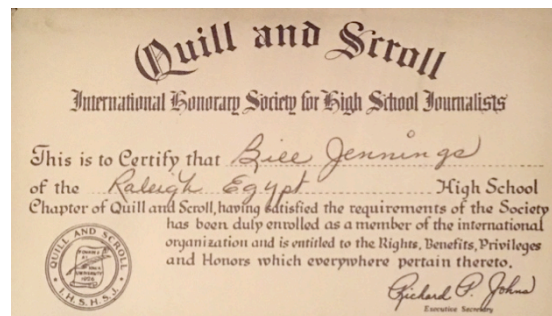 Quill and Scroll
International Honorary Society for High School Journalists
This is to Certify that Bill Jennings
of the Raleigh Egypt High School
Chapter of Quill and Scroll, having satisfied the requirements of the Society
has been duly enrolled as a member of the international
organization and is entitled to the Rights, Benefits, Privileges
and Honors which everywhere pertain thereto.
QUILL AND SCROLL
I.H.S.H.S.J.
Richard P. Johns
Executive Secretary